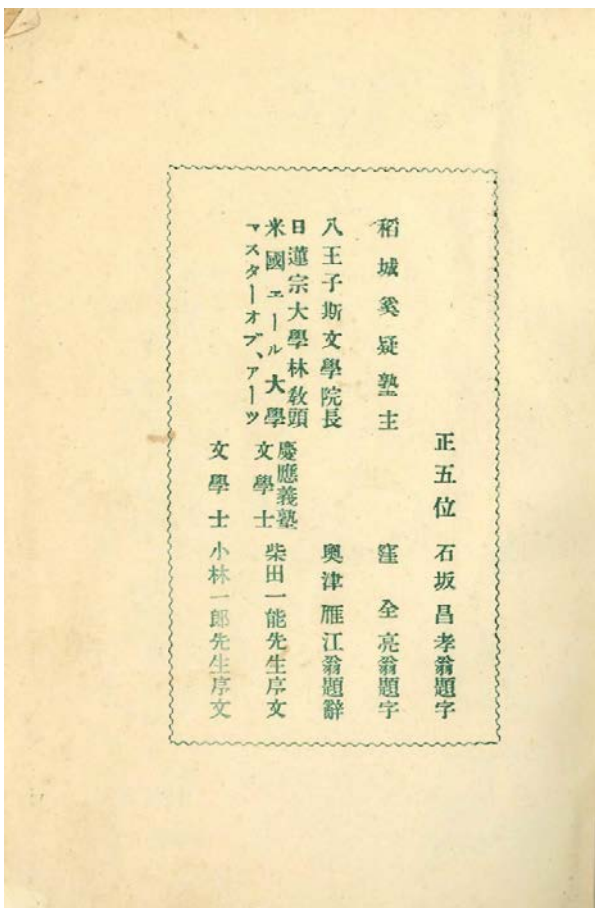 正五位 石坂昌孝翁題字
稻城奚疑塾主 窪全亮翁題字
八王子斯文學院長 奥津雁江翁題辭
日蓮宗大學林教頭
米國エール大學
マスターオブ、アーツ
慶應義塾
文學士 柴田一能先生序文
文學士 小林一郎先生序文